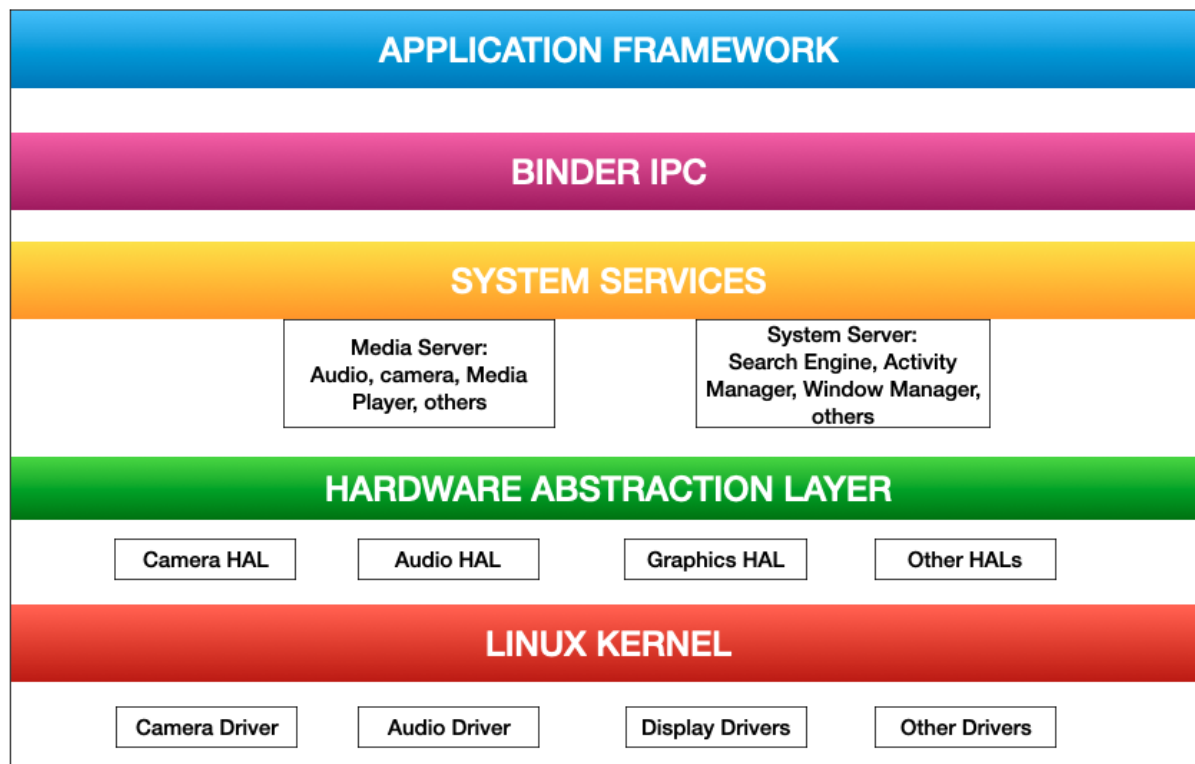 APPLICATION FRAMEWORK
BINDER IPC
SYSTEM SERVICES
Media Server:
Audio, camera, Media
Player, others
System Server:
Search Engine, Activity
Manager, Window Manager,
others
HARDWARE ABSTRACTION LAYER
Camera HAL
Audio HAL
Graphics HAL
Other HALs
LINUX KERNEL
Camera Driver
Audio Driver
Display Drivers
Other Drivers